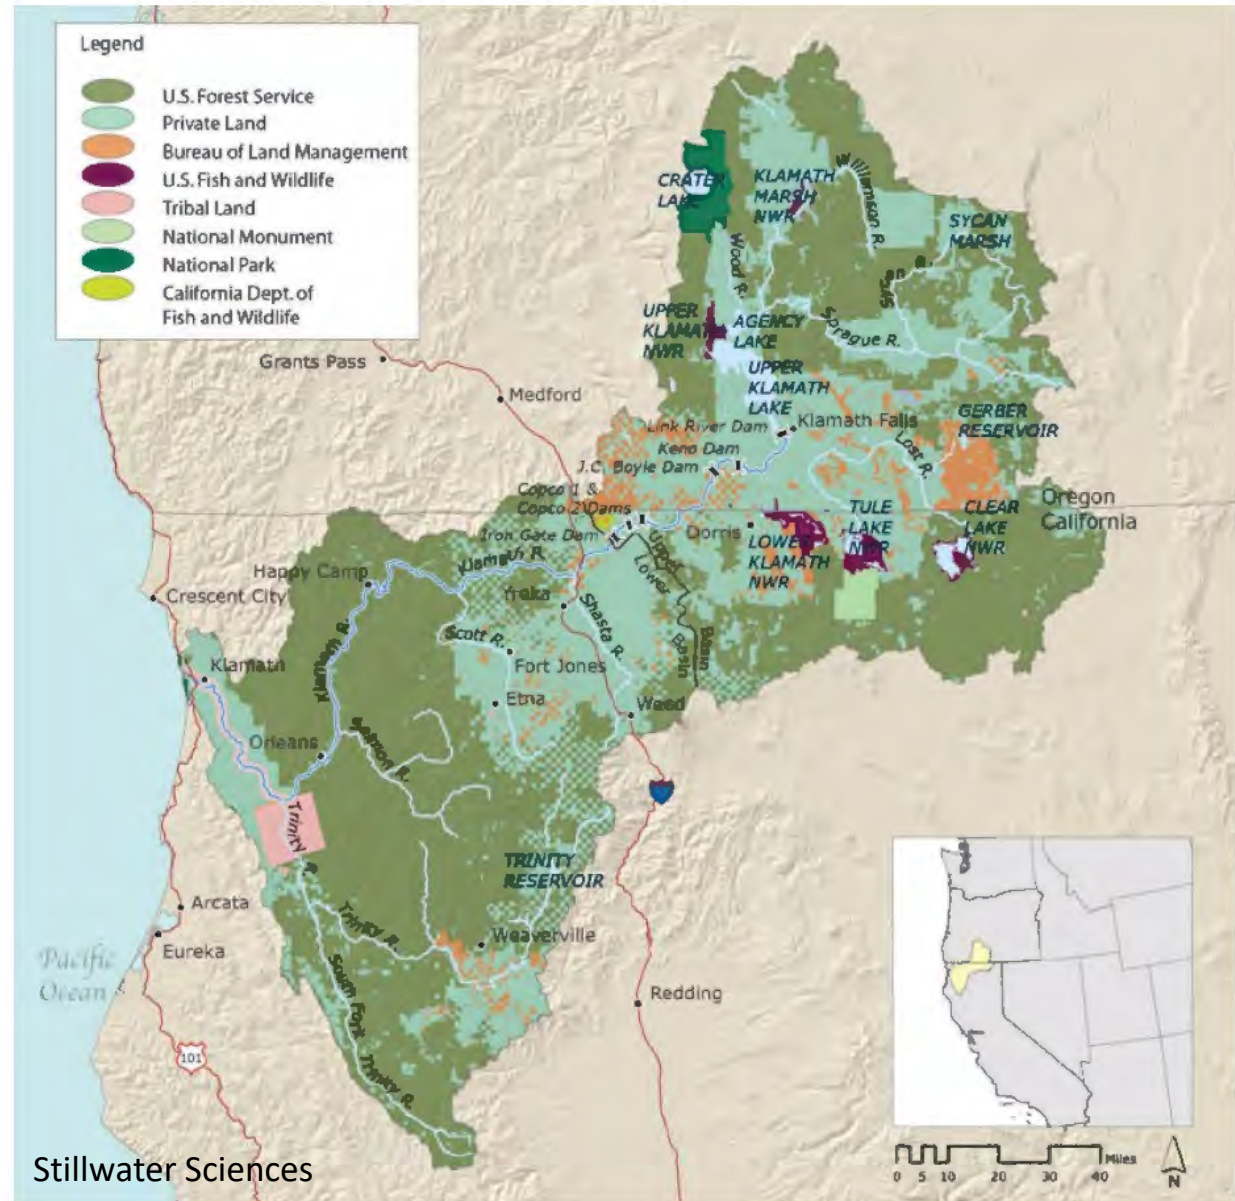 Legend
U.S. Forest Service
Private Land
Bureau of Land Management
U.S. Fish and Wildlife
Tribal Land
National Monument
National Park
California Dept. of
Fish and Wildlife
CRATER
LAKE
KLAMATH
MARSH
NWR
Williamson R.
SYCAN
MARSH
Wood R.
UPPER
KLAMATH
NWR
AGENCY
LAKE
Sprague R.
UPPER
KLAMATH
LAKE
Grants Pass
Medford
Link River Dam
Klamath Falls
GERBER
RESERVOIR
Keno Dam
Lost R.
J.C. Boyle Dam
Copco 1 &
Copco 2 Dams
Oregon
California
Iron Gate Dam
Dorris
LOWER
KLAMATH
NWR
TULE
LAKE
NWR
CLEAR
LAKE
NWR
Upper
Lower
Basin
Basin
Klamath R.
Happy Camp
Crescent City
Yreka
Shasta R.
Scott R.
Fort Jones
Etna
Weed
Klamath
Klamath R.
Orleans
Salmon R.
Trinity R.
TRINITY
RESERVOIR
Arcata
Eureka
Trinity R.
Weaverville
South Fork Trinity R.
Redding
Pacific
Ocean
101
0 5 10 20 30 40
Miles
N
Stillwater Sciences